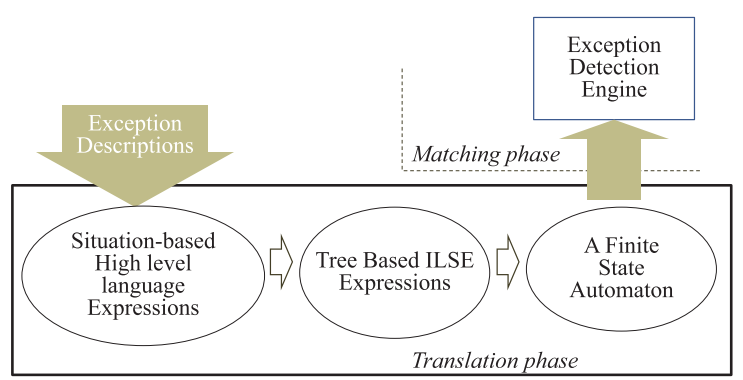 Exception
Detection
Engine
Exception
Descriptions
Matching phase
Situation-based
High level
language
Expressions
Tree Based ILSE
Expressions
A Finite
State
Automaton
Translation phase